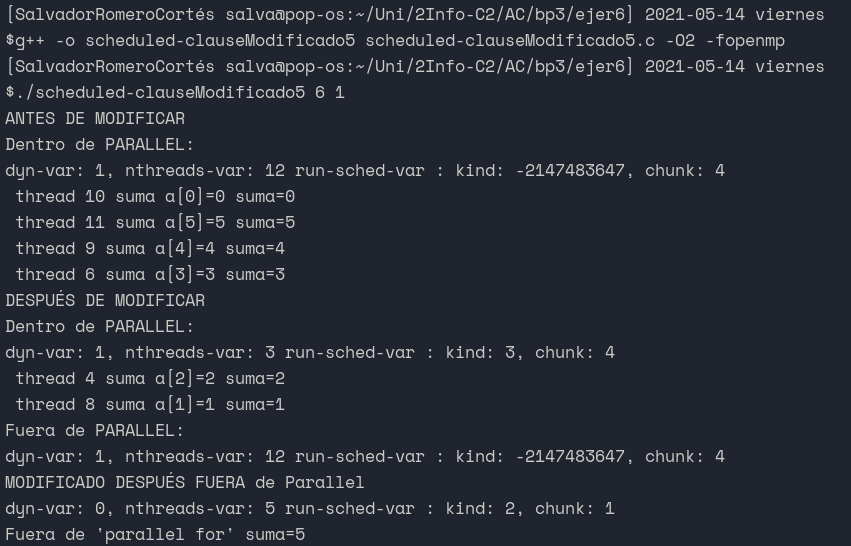 [SalvadorRomeroCortés salva@pop-os:~/Uni/2Info-C2/AC/bp3/ejer6] 2021-05-14 viernes
$g++ -o scheduled-clauseModificado5 scheduled-clauseModificado5.c -O2 -fopenmp
[SalvadorRomeroCortés salva@pop-os:~/Uni/2Info-C2/AC/bp3/ejer6] 2021-05-14 viernes
$./scheduled-clauseModificado5 6 1
ANTES DE MODIFICAR
Dentro de PARALLEL:
dyn-var: 1, nthreads-var: 12 run-sched-var : kind: -2147483647, chunk: 4
 thread 10 suma a[0]=0 suma=0
 thread 11 suma a[5]=5 suma=5
 thread 9 suma a[4]=4 suma=4
 thread 6 suma a[3]=3 suma=3
DESPUÉS DE MODIFICAR
Dentro de PARALLEL:
dyn-var: 1, nthreads-var: 3 run-sched-var : kind: 3, chunk: 4
 thread 4 suma a[2]=2 suma=2
 thread 8 suma a[1]=1 suma=1
Fuera de PARALLEL:
dyn-var: 1, nthreads-var: 12 run-sched-var : kind: -2147483647, chunk: 4
MODIFICADO DESPUÉS FUERA de Parallel
dyn-var: 0, nthreads-var: 5 run-sched-var : kind: 2, chunk: 1
Fuera de 'parallel for' suma=5